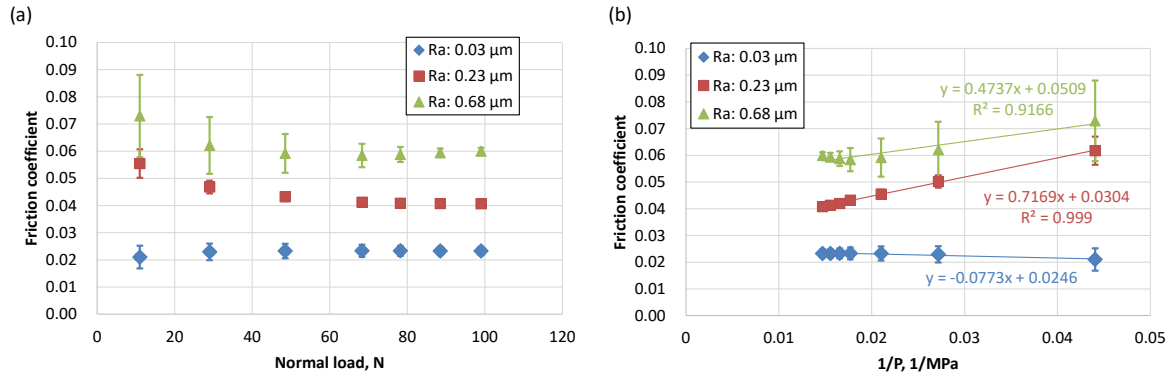 (a)
Friction coefficient
0.10
0.09
0.08
0.07
0.06
0.05
0.04
0.03
0.02
0.01
0.00
0
20
40
60
80
100
120
Normal load, N
Ra: 0.03 µm
Ra: 0.23 µm
Ra: 0.68 µm
(b)
Friction coefficient
0.10
0.09
0.08
0.07
0.06
0.05
0.04
0.03
0.02
0.01
0.00
0
0.01
0.02
0.03
0.04
0.05
1/P, 1/MPa
Ra: 0.03 µm
Ra: 0.23 µm
Ra: 0.68 µm
y = 0.4737x + 0.0509
R² = 0.9166
y = 0.7169x + 0.0304
R² = 0.999
y = -0.0773x + 0.0246